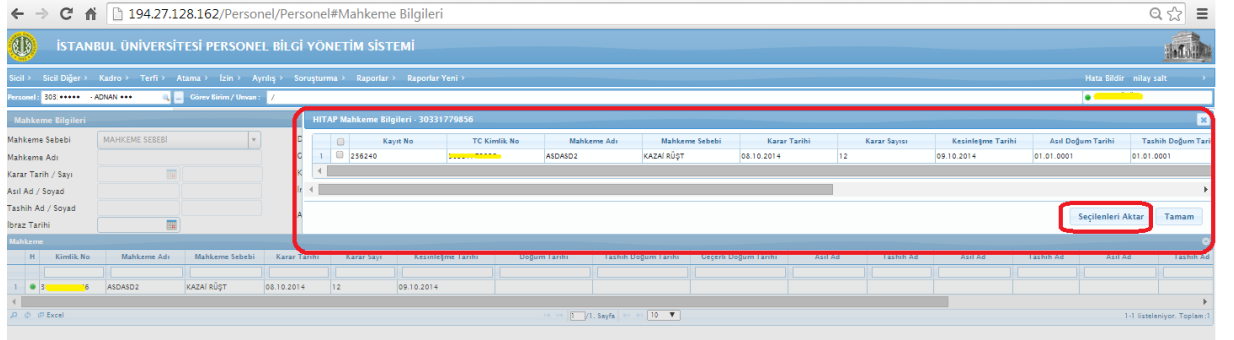 194.27.128.162/Personel/Personel#Mahkeme Bilgileri
İSTANBUL ÜNİVERSİTESİ PERSONEL BİLGİ YÖNETİM SİSTEMİ
Sicil > Sicil Diğer > Kadro > Terfi > Atama > İzin > Ayrılış > Soruşturma > Raporlar > Raporlar Yeni > Hata Bildir nilay salt >
Personel: 303.••••• - ADNAN ••• ... Görev Birim / Unvan : /
Mahkeme Bilgileri
HITAP Mahkeme Bilgileri - 30331779856
Mahkeme Sebebi MAHKEME SEBEBİ
Kayıt No TC Kimlik No Mahkeme Adı Mahkeme Sebebi Karar Tarihi Karar Sayısı Kesinleşme Tarihi Asıl Doğum Tarihi Tashih Doğum Tari
1 256240 ASDASD2 KAZAİ RÜŞT 08.10.2014 12 09.10.2014 01.01.0001 01.01.0001
Mahkeme Adı
Karar Tarih / Sayı
Asıl Ad / Soyad
Tashih Ad / Soyad
İbraz Tarihi
Seçilenleri Aktar Tamam
Mahkeme
H Kimlik No Mahkeme Adı Mahkeme Sebebi Karar Tarihi Karar Sayı Kesinleşme Tarihi Doğum Tarihi Tashih Doğum Tarihi Geçerli Doğum Tarihi Asıl Ad Tashih Ad Asıl Ad Tashih Ad Asıl Ad Tashih Ad
1 3 6 ASDASD2 KAZAİ RÜŞT 08.10.2014 12 09.10.2014
Excel 1 /1. Sayfa 10 1-1 listeleniyor. Toplam:1